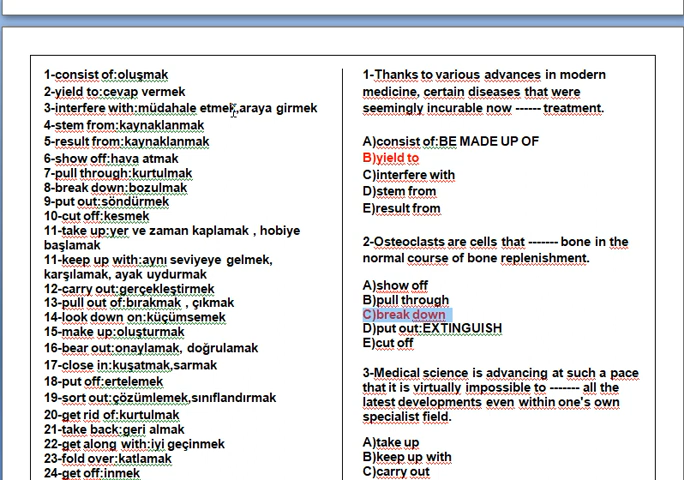 1-consist of:oluşmak
2-yield to:cevap vermek
3-interfere with:müdahale etmek,araya girmek
4-stem from:kaynaklanmak
5-result from:kaynaklanmak
6-show off:hava atmak
7-pull through:kurtulmak
8-break down:bozulmak
9-put out:söndürmek
10-cut off:kesmek
11-take up:yer ve zaman kaplamak , hobiye
başlamak
11-keep up with:aynı seviyeye gelmek,
karşılamak, ayak uydurmak
12-carry out:gerçekleştirmek
13-pull out of:bırakmak , çıkmak
14-look down on:küçümsemek
15-make up:oluşturmak
16-bear out:onaylamak, doğrulamak
17-close in:kuşatmak,sarmak
18-put off:ertelemek
19-sort out:çözümlemek,sınıflandırmak
20-get rid of:kurtulmak
21-take back:geri almak
22-get along with:iyi geçinmek
23-fold over:katlamak
24-get off:inmek
1-Thanks to various advances in modern
medicine, certain diseases that were
seemingly incurable now ------ treatment.
A)consist of:BE MADE UP OF
B)yield to
C)interfere with
D)stem from
E)result from
2-Osteoclasts are cells that ------- bone in the
normal course of bone replenishment.
A)show off
B)pull through
C)break down
D)put out:EXTINGUISH
E)cut off
3-Medical science is advancing at such a pace
that it is virtually impossible to ------- all the
latest developments even within one's own
specialist field.
A)take up
B)keep up with
C)carry out